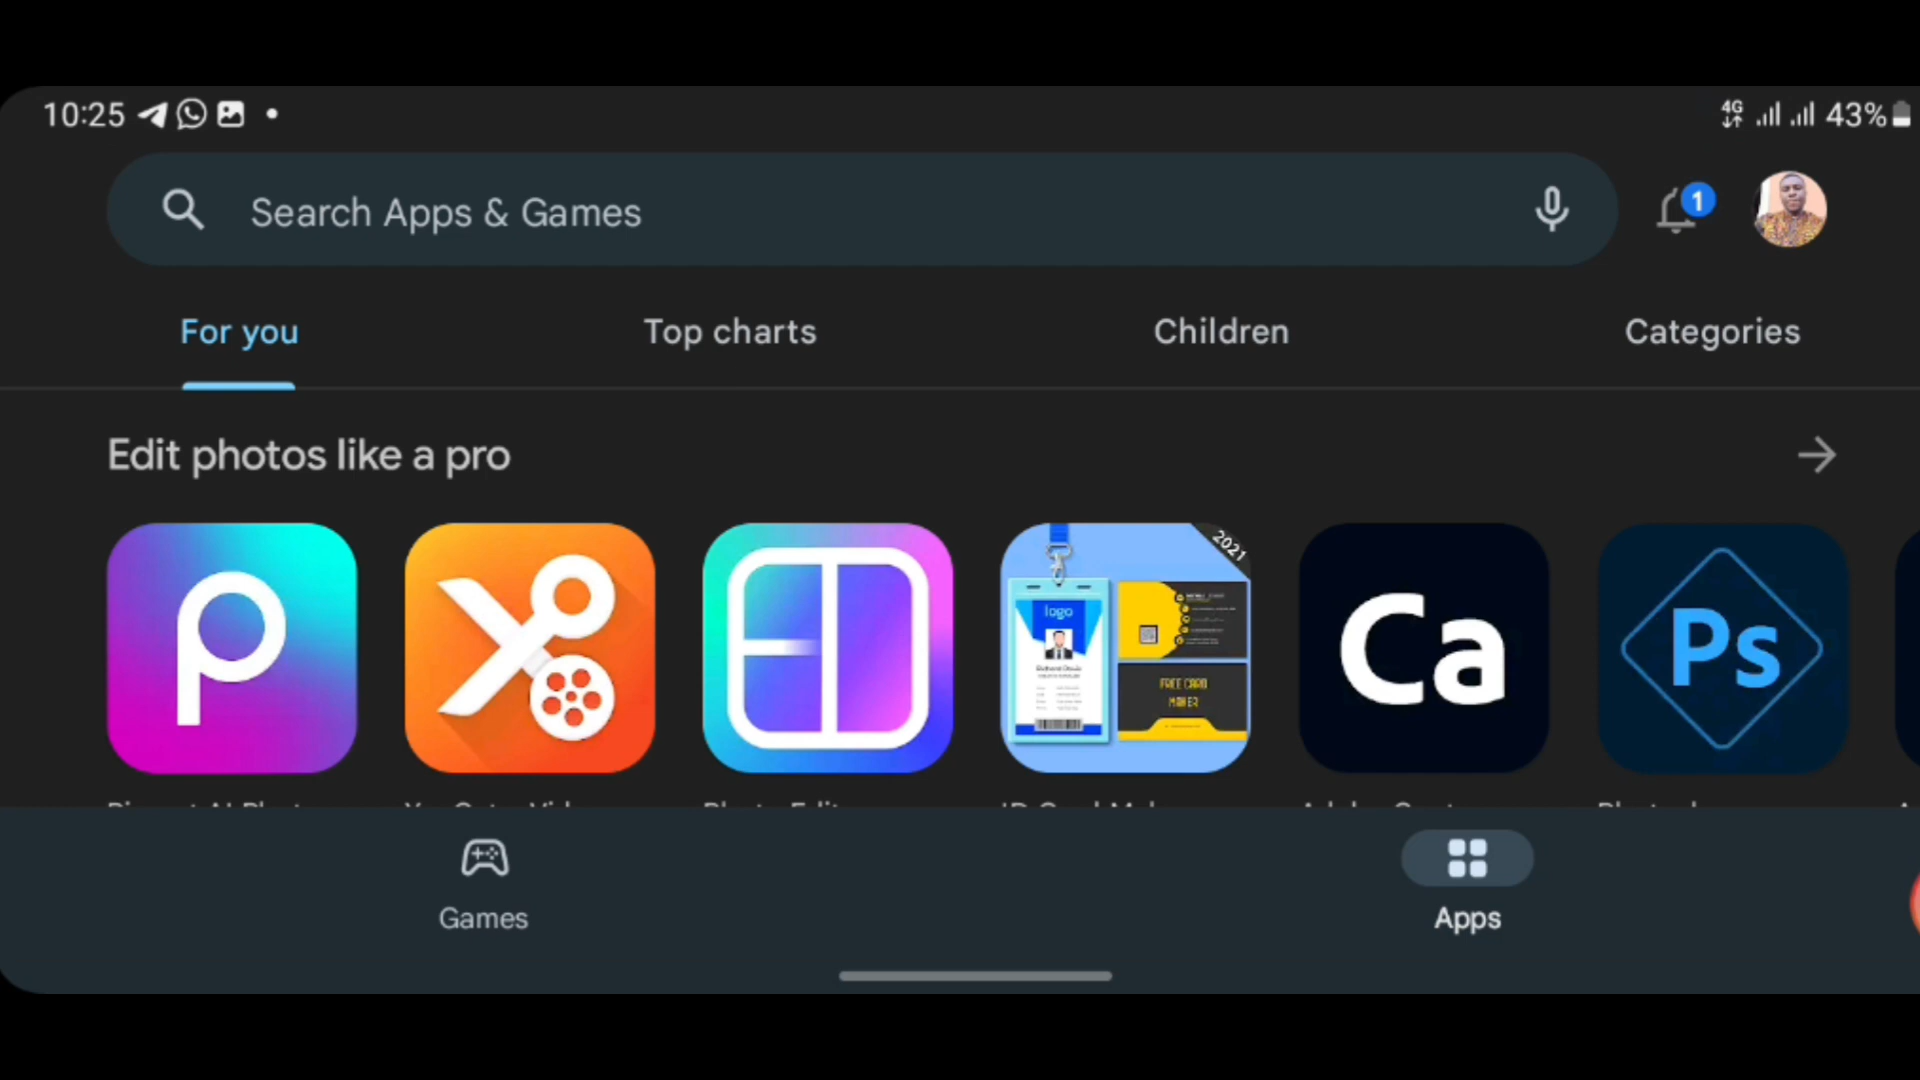 10:25
4G
43%
Search Apps & Games
1
For you
Top charts
Children
Categories
Edit photos like a pro
2021
logo
FREE CARD
MAKER
Ca
Ps
Games
Apps